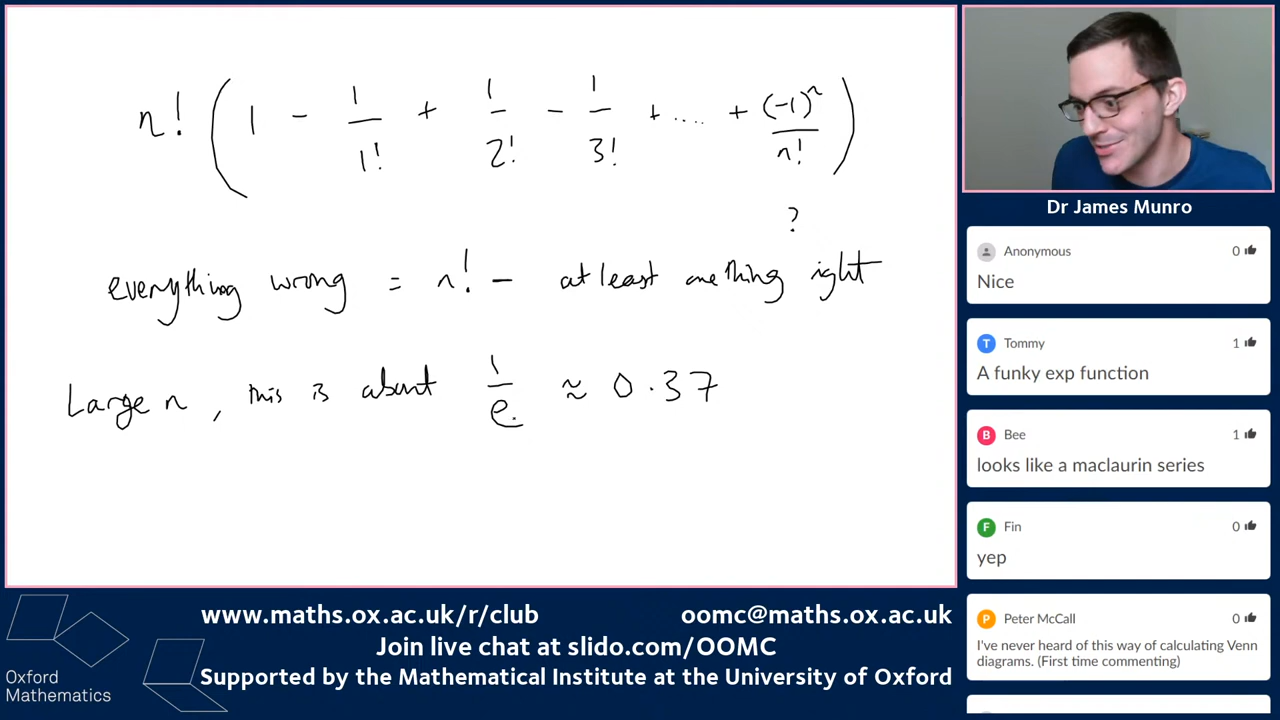 n! ( 1 - 1/1! + 1/2! - 1/3! + .... + (-1)^n/n! )
?
everything wrong = n! - at least one thing right
Large n, this is about 1/e ≈ 0.37
Dr James Munro
Anonymous 0
Nice
T Tommy 1
A funky exp function
B Bee 1
looks like a maclaurin series
F Fin 0
yep
P Peter McCall 0
I've never heard of this way of calculating Venn
diagrams. (First time commenting)
Oxford
Mathematics
www.maths.ox.ac.uk/r/club oomc@maths.ox.ac.uk
Join live chat at slido.com/OOMC
Supported by the Mathematical Institute at the University of Oxford